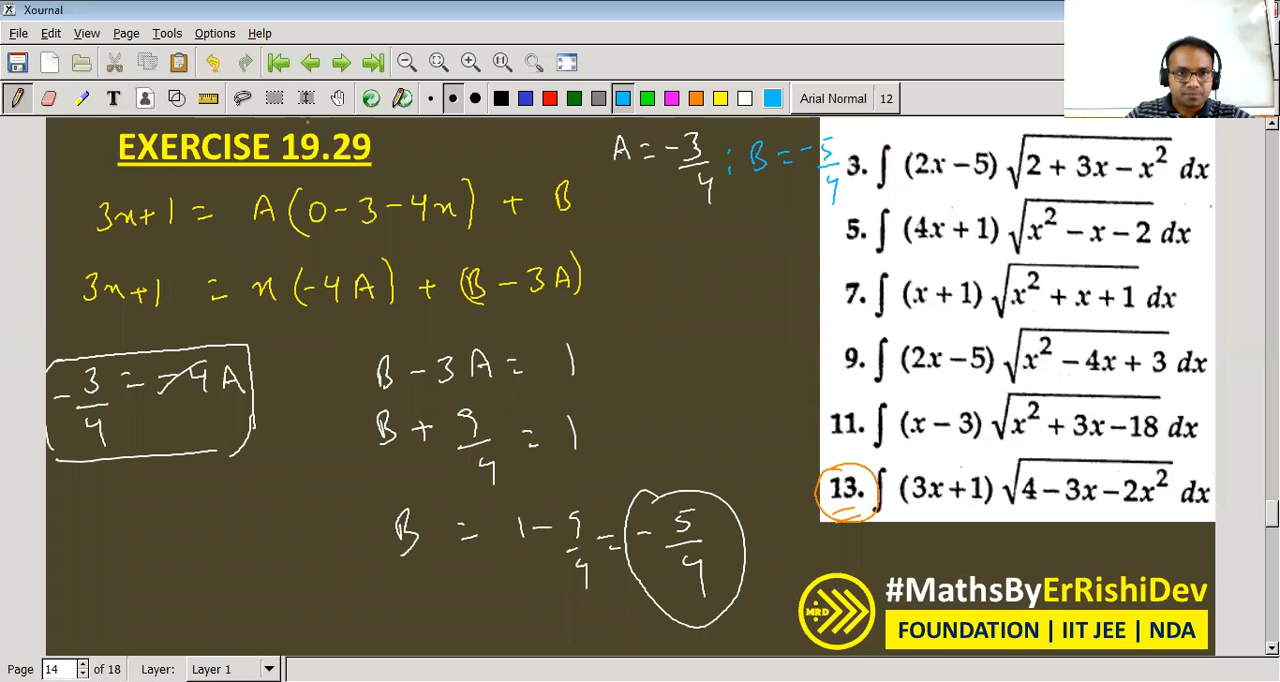 Xournal
File Edit View Page Tools Options Help
Arial Normal 12
EXERCISE 19.29
A = -3/4 ; B = -5/4
3x+1 = A(0-3-4x) + B
3x+1 = x(-4A) + (B-3A)
-3/4 = -4A
B - 3A = 1
B + 9/4 = 1
B = 1 - 9/4 = -5/4
3. ∫ (2x-5) √(2+3x-x²) dx
5. ∫ (4x+1) √(x²-x-2) dx
7. ∫ (x+1) √(x²+x+1) dx
9. ∫ (2x-5) √(x²-4x+3) dx
11. ∫ (x-3) √(x²+3x-18) dx
13. ∫ (3x+1) √(4-3x-2x²) dx
MRD
#MathsByErRishiDev
FOUNDATION | IIT JEE | NDA
Page 14 of 18 Layer: Layer 1